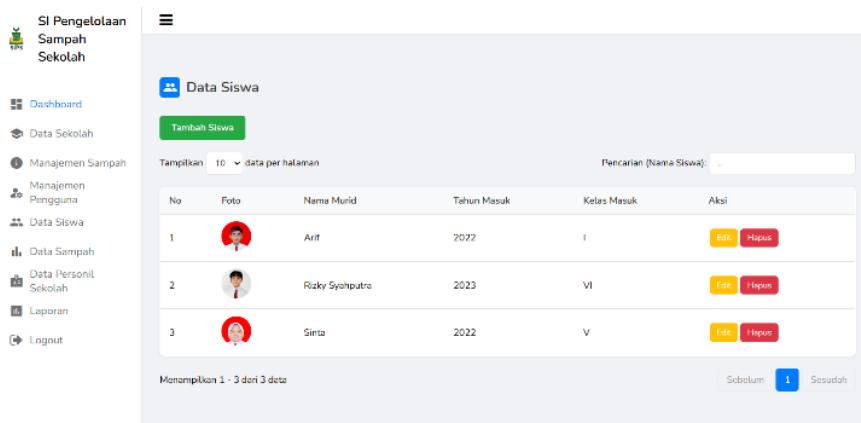 SI Pengelolaan
Sampah
Sekolah
SIPS
Dashboard
Data Sekolah
Manajemen Sampah
Manajemen
Pengguna
Data Siswa
Data Sampah
Data Personil
Sekolah
Laporan
Logout
Data Siswa
Tambah Siswa
Tampilkan 10 data per halaman
Pencarian (Nama Siswa): ...
No Foto Nama Murid Tahun Masuk Kelas Masuk Aksi
1 Arif 2022 I Edit Hapus
2 Rizky Syahputra 2023 VI Edit Hapus
3 Sinta 2022 V Edit Hapus
Menampilkan 1 - 3 dari 3 data
Sebelum 1 Sesudah